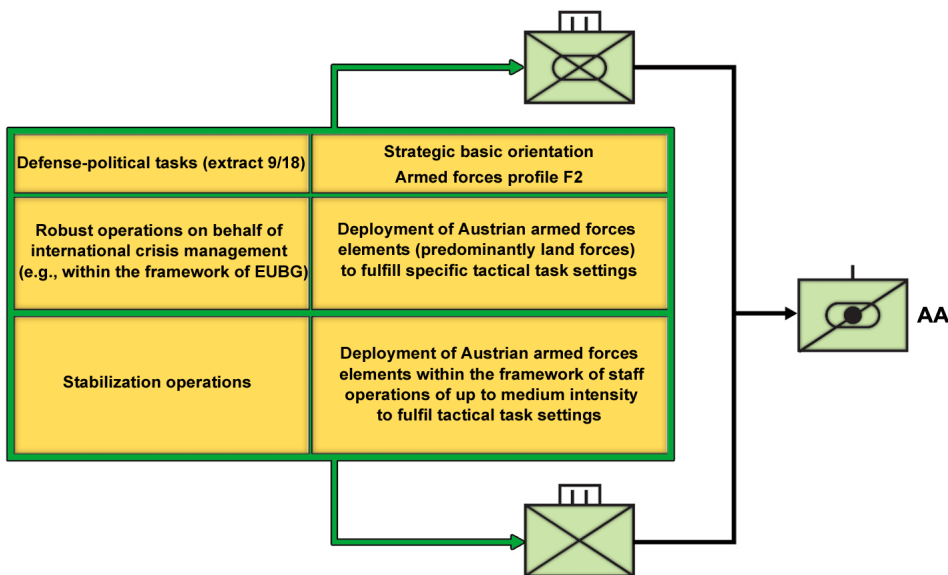 Defense-political tasks (extract 9/18)
Strategic basic orientation
Armed forces profile F2
Robust operations on behalf of
international crisis management
(e.g., within the framework of EUBG)
Deployment of Austrian armed forces
elements (predominantly land forces)
to fulfill specific tactical task settings
Stabilization operations
Deployment of Austrian armed forces
elements within the framework of staff
operations of up to medium intensity
to fulfil tactical task settings
AA